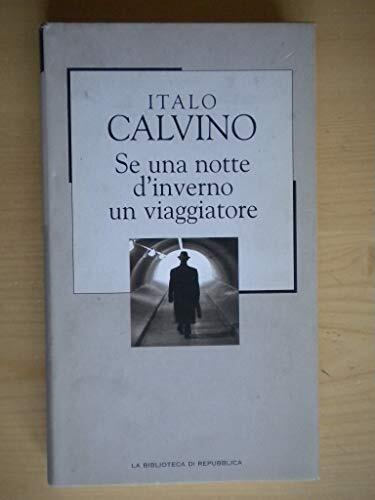 ITALO
CALVINO
Se una notte
d'inverno
un viaggiatore
LA BIBLIOTECA DI REPUBBLICA